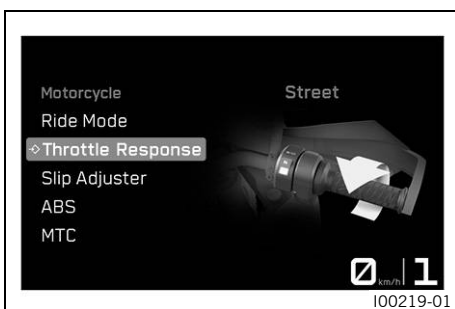 Motorcycle
Street
Ride Mode
Throttle Response
Slip Adjuster
ABS
MTC
0 km/h 1
I00219-01